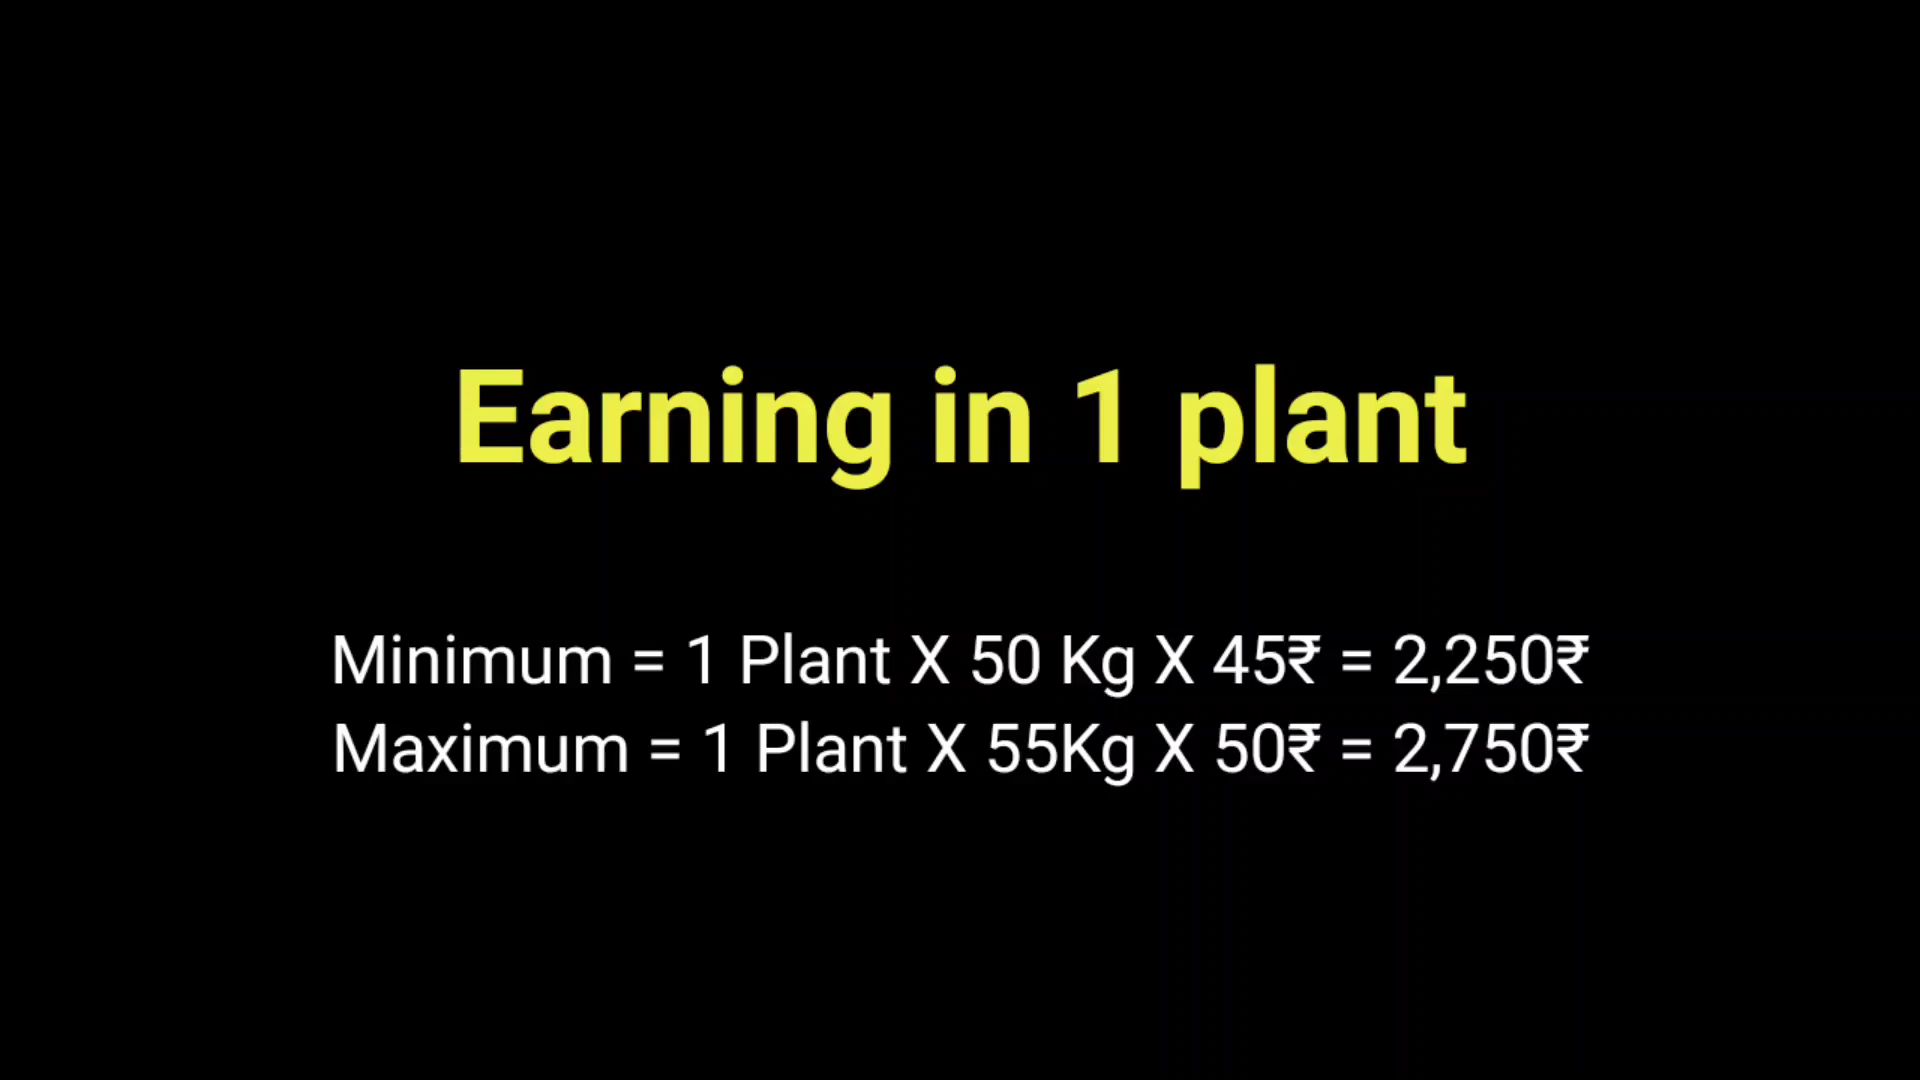 Earning in 1 plant
Minimum = 1 Plant X 50 Kg X 45₹ = 2,250₹
Maximum = 1 Plant X 55Kg X 50₹ = 2,750₹